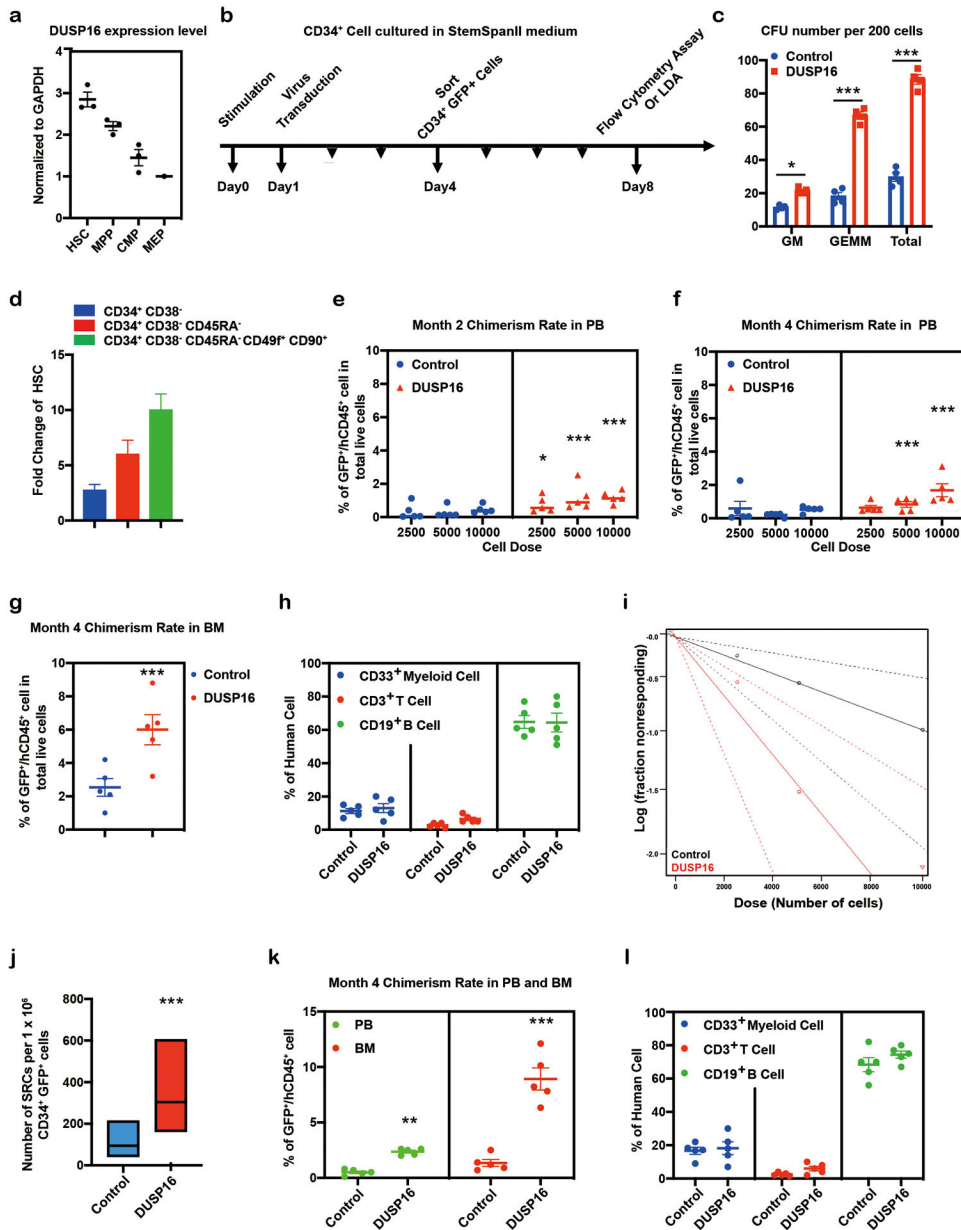 a
DUSP16 expression level
Normalized to GAPDH
4
3
2
1
0
HSC
MPP
CMP
MEP
b
CD34⁺ Cell cultured in StemSpanII medium
Stimulation
Virus
Transduction
Sort
CD34⁺ GFP+ Cells
Flow Cytometry Assay
Or LDA
Day0
Day1
Day4
Day8
c
CFU number per 200 cells
Control
DUSP16
***
***
*
120
100
80
60
40
20
0
GM
GEMM
Total
d
CD34⁺ CD38⁻
CD34⁺ CD38⁻ CD45RA⁻
CD34⁺ CD38⁻ CD45RA⁻ CD49f⁺ CD90⁺
Fold Change of HSC
15
10
5
0
e
Month 2 Chimerism Rate in PB
% of GFP⁺/hCD45⁺ cell in
total live cells
10
8
6
4
2
0
Control
DUSP16
*
***
***
2500
5000
10000
2500
5000
10000
Cell Dose
f
Month 4 Chimerism Rate in PB
% of GFP⁺/hCD45⁺ cell in
total live cells
10
8
6
4
2
0
Control
DUSP16
***
***
2500
5000
10000
2500
5000
10000
Cell Dose
g
Month 4 Chimerism Rate in BM
% of GFP⁺/hCD45⁺ cell in
total live cells
10
8
6
4
2
0
***
Control
DUSP16
h
% of Human Cell
100
80
60
40
20
0
CD33⁺ Myeloid Cell
CD3⁺ T Cell
CD19⁺ B Cell
Control
DUSP16
Control
DUSP16
Control
DUSP16
i
Log (fraction nonresponding)
-0.0
-0.5
-1.0
-1.5
-2.0
Control
DUSP16
0
2000
4000
6000
8000
10000
Dose (Number of cells)
j
Number of SRCs per 1 x 10⁶
CD34⁺ GFP⁺ cells
800
600
400
200
0
***
Control
DUSP16
k
Month 4 Chimerism Rate in PB and BM
% of GFP⁺/hCD45⁺ cell
15
10
5
0
PB
BM
**
***
Control
DUSP16
Control
DUSP16
l
% of Human Cell
100
80
60
40
20
0
CD33⁺ Myeloid Cell
CD3⁺ T Cell
CD19⁺ B Cell
Control
DUSP16
Control
DUSP16
Control
DUSP16